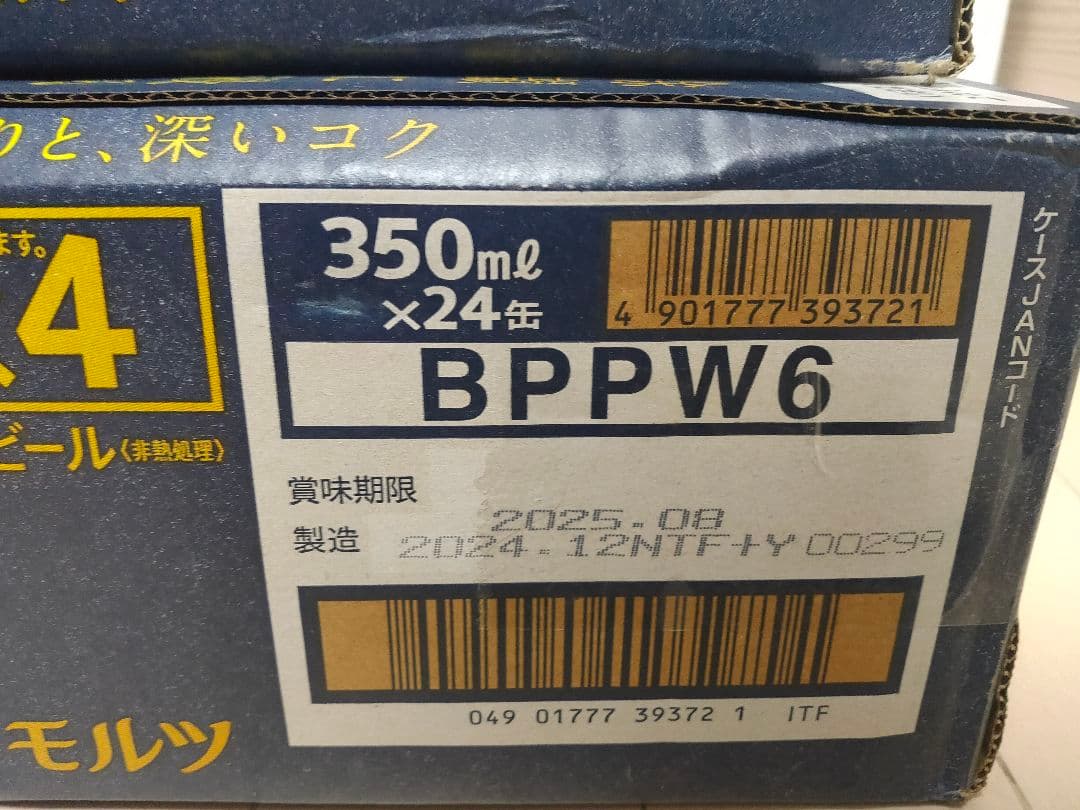 りと、深いコク
ます。
4
ビール〈非熱処理〉
モルツ
350mℓ
×24缶
4 901777 393721
BPPW6
ケースJANコード
賞味期限 2025.08
製造 2024.12NTF+Y 00299
049 01777 39372 1 ITF